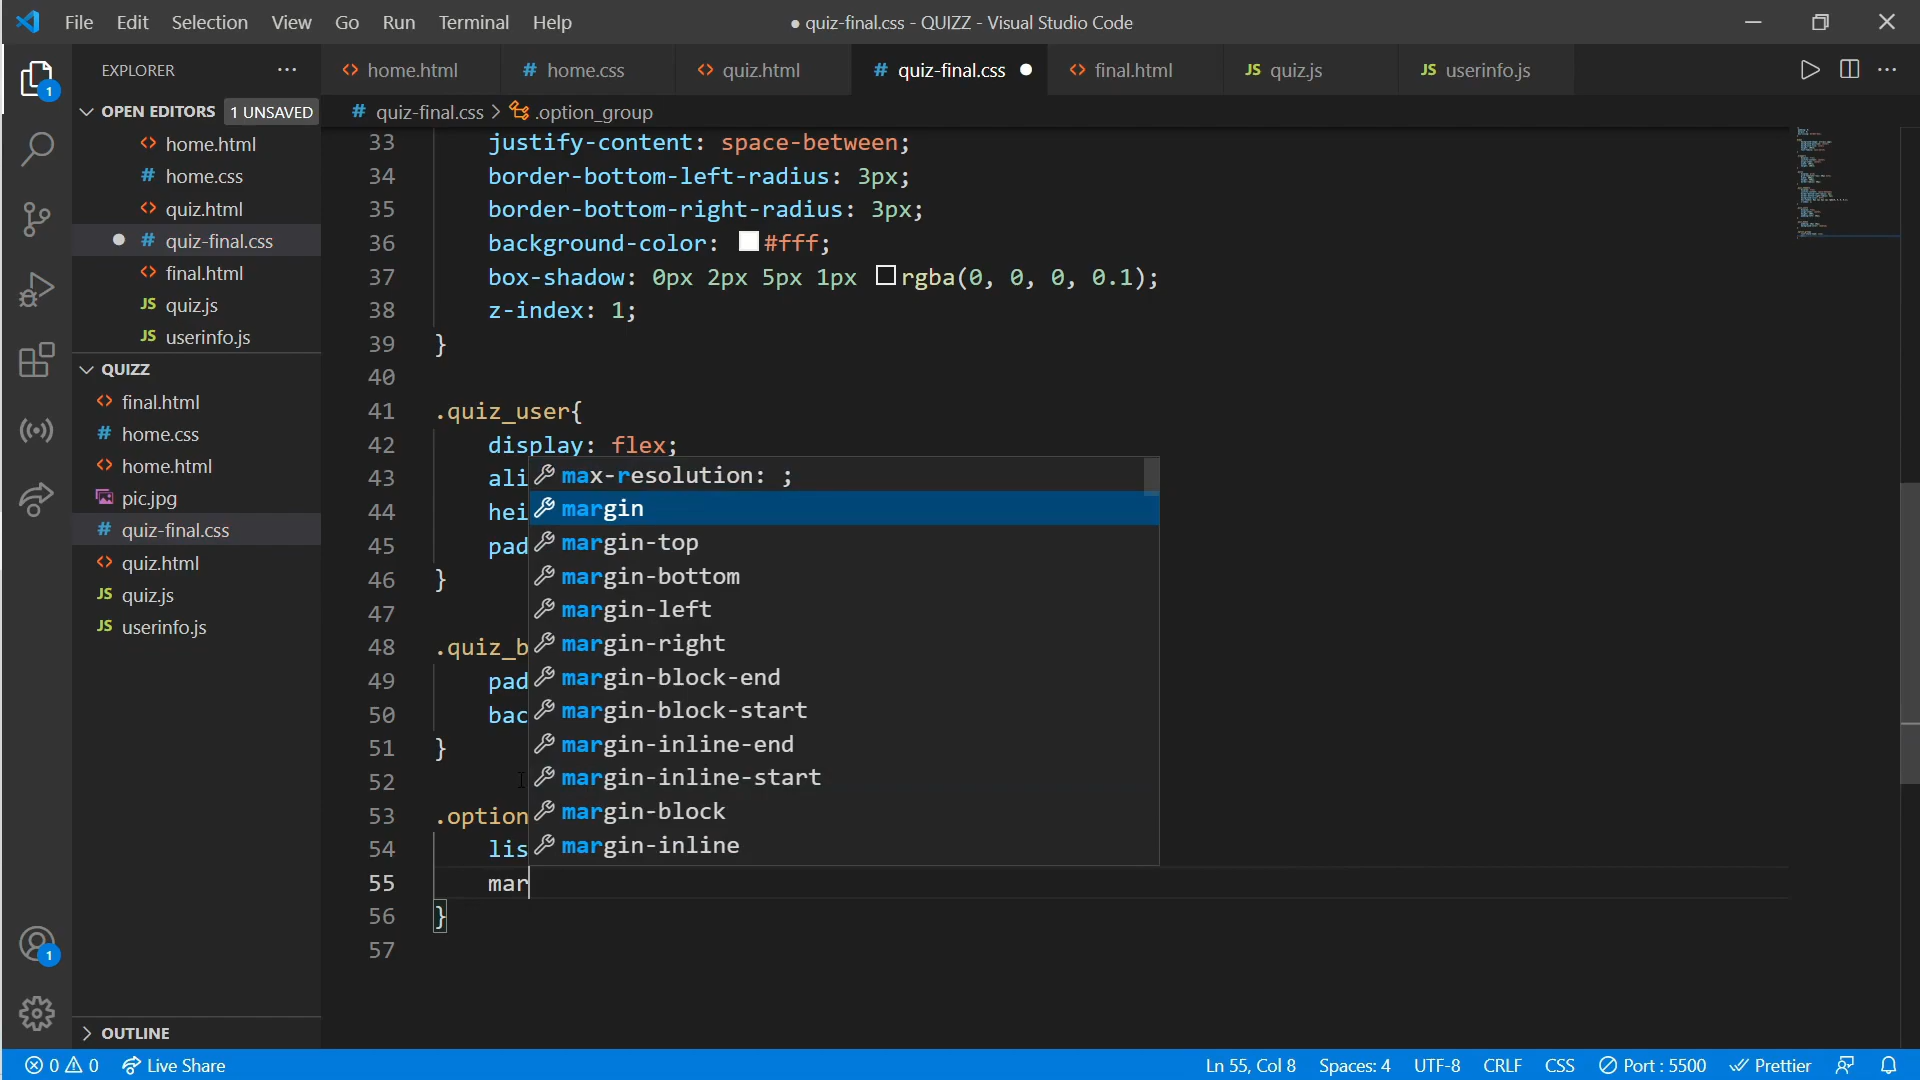 File Edit Selection View Go Run Terminal Help
● quiz-final.css - QUIZZ - Visual Studio Code
EXPLORER
home.html
home.css
quiz.html
quiz-final.css
final.html
JS quiz.js
JS userinfo.js
OPEN EDITORS 1 UNSAVED
home.html
# home.css
quiz.html
# quiz-final.css
final.html
JS quiz.js
JS userinfo.js
QUIZZ
final.html
# home.css
home.html
pic.jpg
# quiz-final.css
quiz.html
JS quiz.js
JS userinfo.js
OUTLINE
# quiz-final.css > .option_group
33 justify-content: space-between;
34 border-bottom-left-radius: 3px;
35 border-bottom-right-radius: 3px;
36 background-color: #fff;
37 box-shadow: 0px 2px 5px 1px rgba(0, 0, 0, 0.1);
38 z-index: 1;
39 }
40
41 .quiz_user{
42 display: flex;
43 ali
44 hei
45 pad
46 }
47
48 .quiz_b
49 pad
50 bac
51 }
52
53 .option
54 lis
55 mar
56 }
57
max-resolution: ;
margin
margin-top
margin-bottom
margin-left
margin-right
margin-block-end
margin-block-start
margin-inline-end
margin-inline-start
margin-block
margin-inline
1
1
0 0 Live Share
Ln 55, Col 8 Spaces: 4 UTF-8 CRLF CSS Port : 5500 Prettier